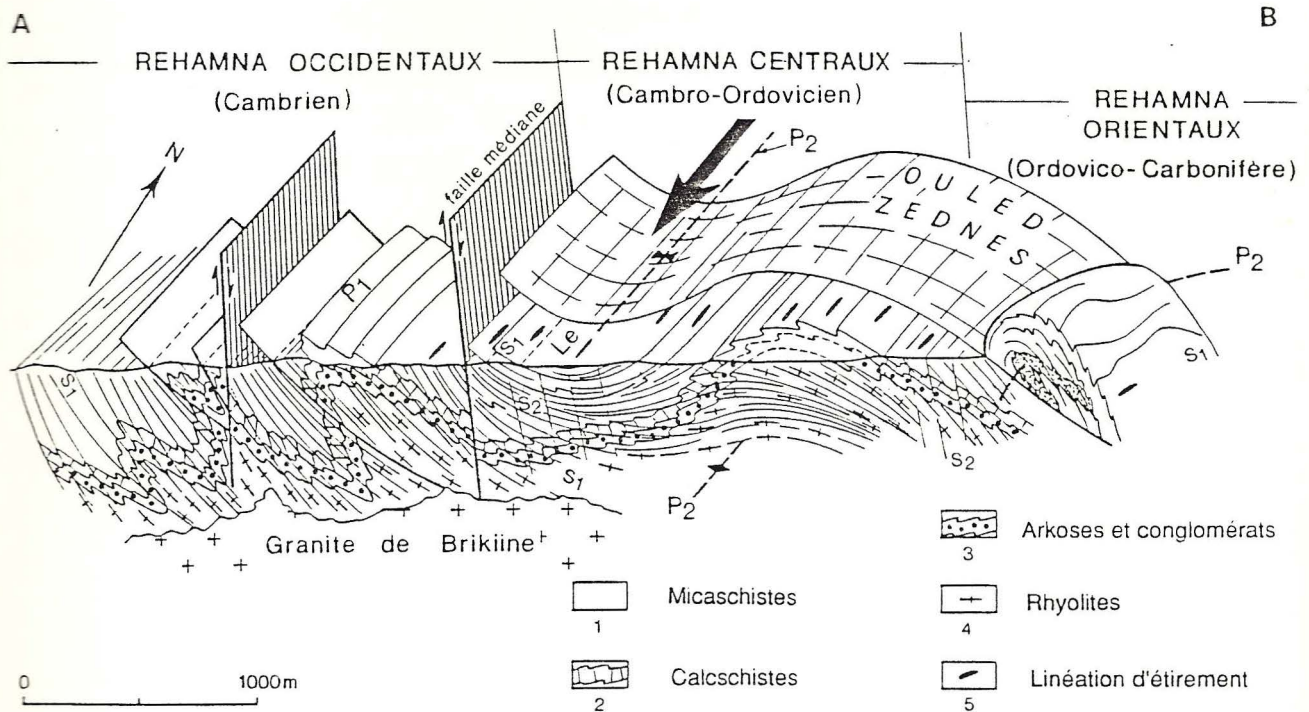 A
B
REHAMNA OCCIDENTAUX
(Cambrien)
REHAMNA CENTRAUX
(Cambro-Ordovicien)
REHAMNA
ORIENTAUX
(Ordovico-Carbonifère)
N
faille médiane
P2
OULED
ZEDNES
P1
P2
S1
Le
S1
S1
S2
S1
S2
P2
Granite de Brikiine
Micaschistes
1
Calcschistes
2
Arkoses et conglomérats
3
Rhyolites
4
Linéation d'étirement
5
0
1000m